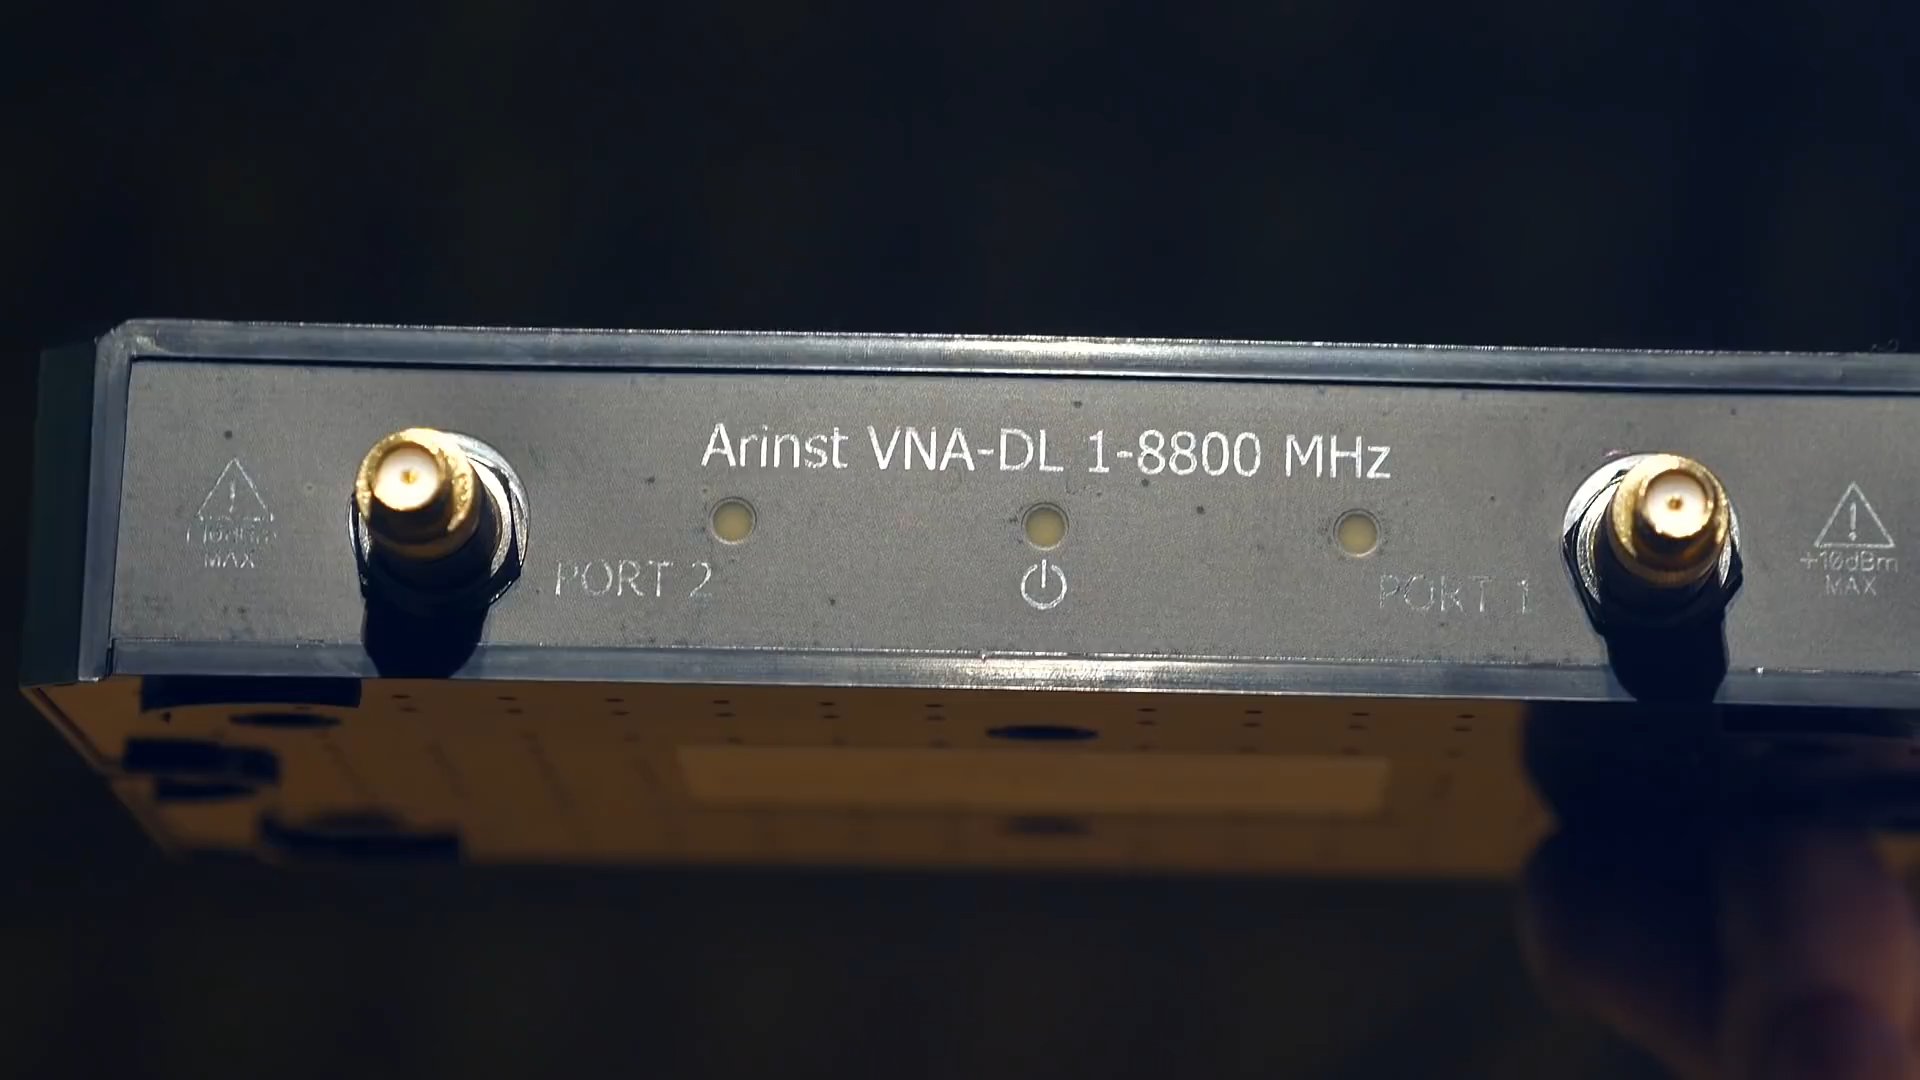 Arinst VNA-DL 1-8800 MHz
MAX
PORT 2
PORT 1
+10dBm
MAX